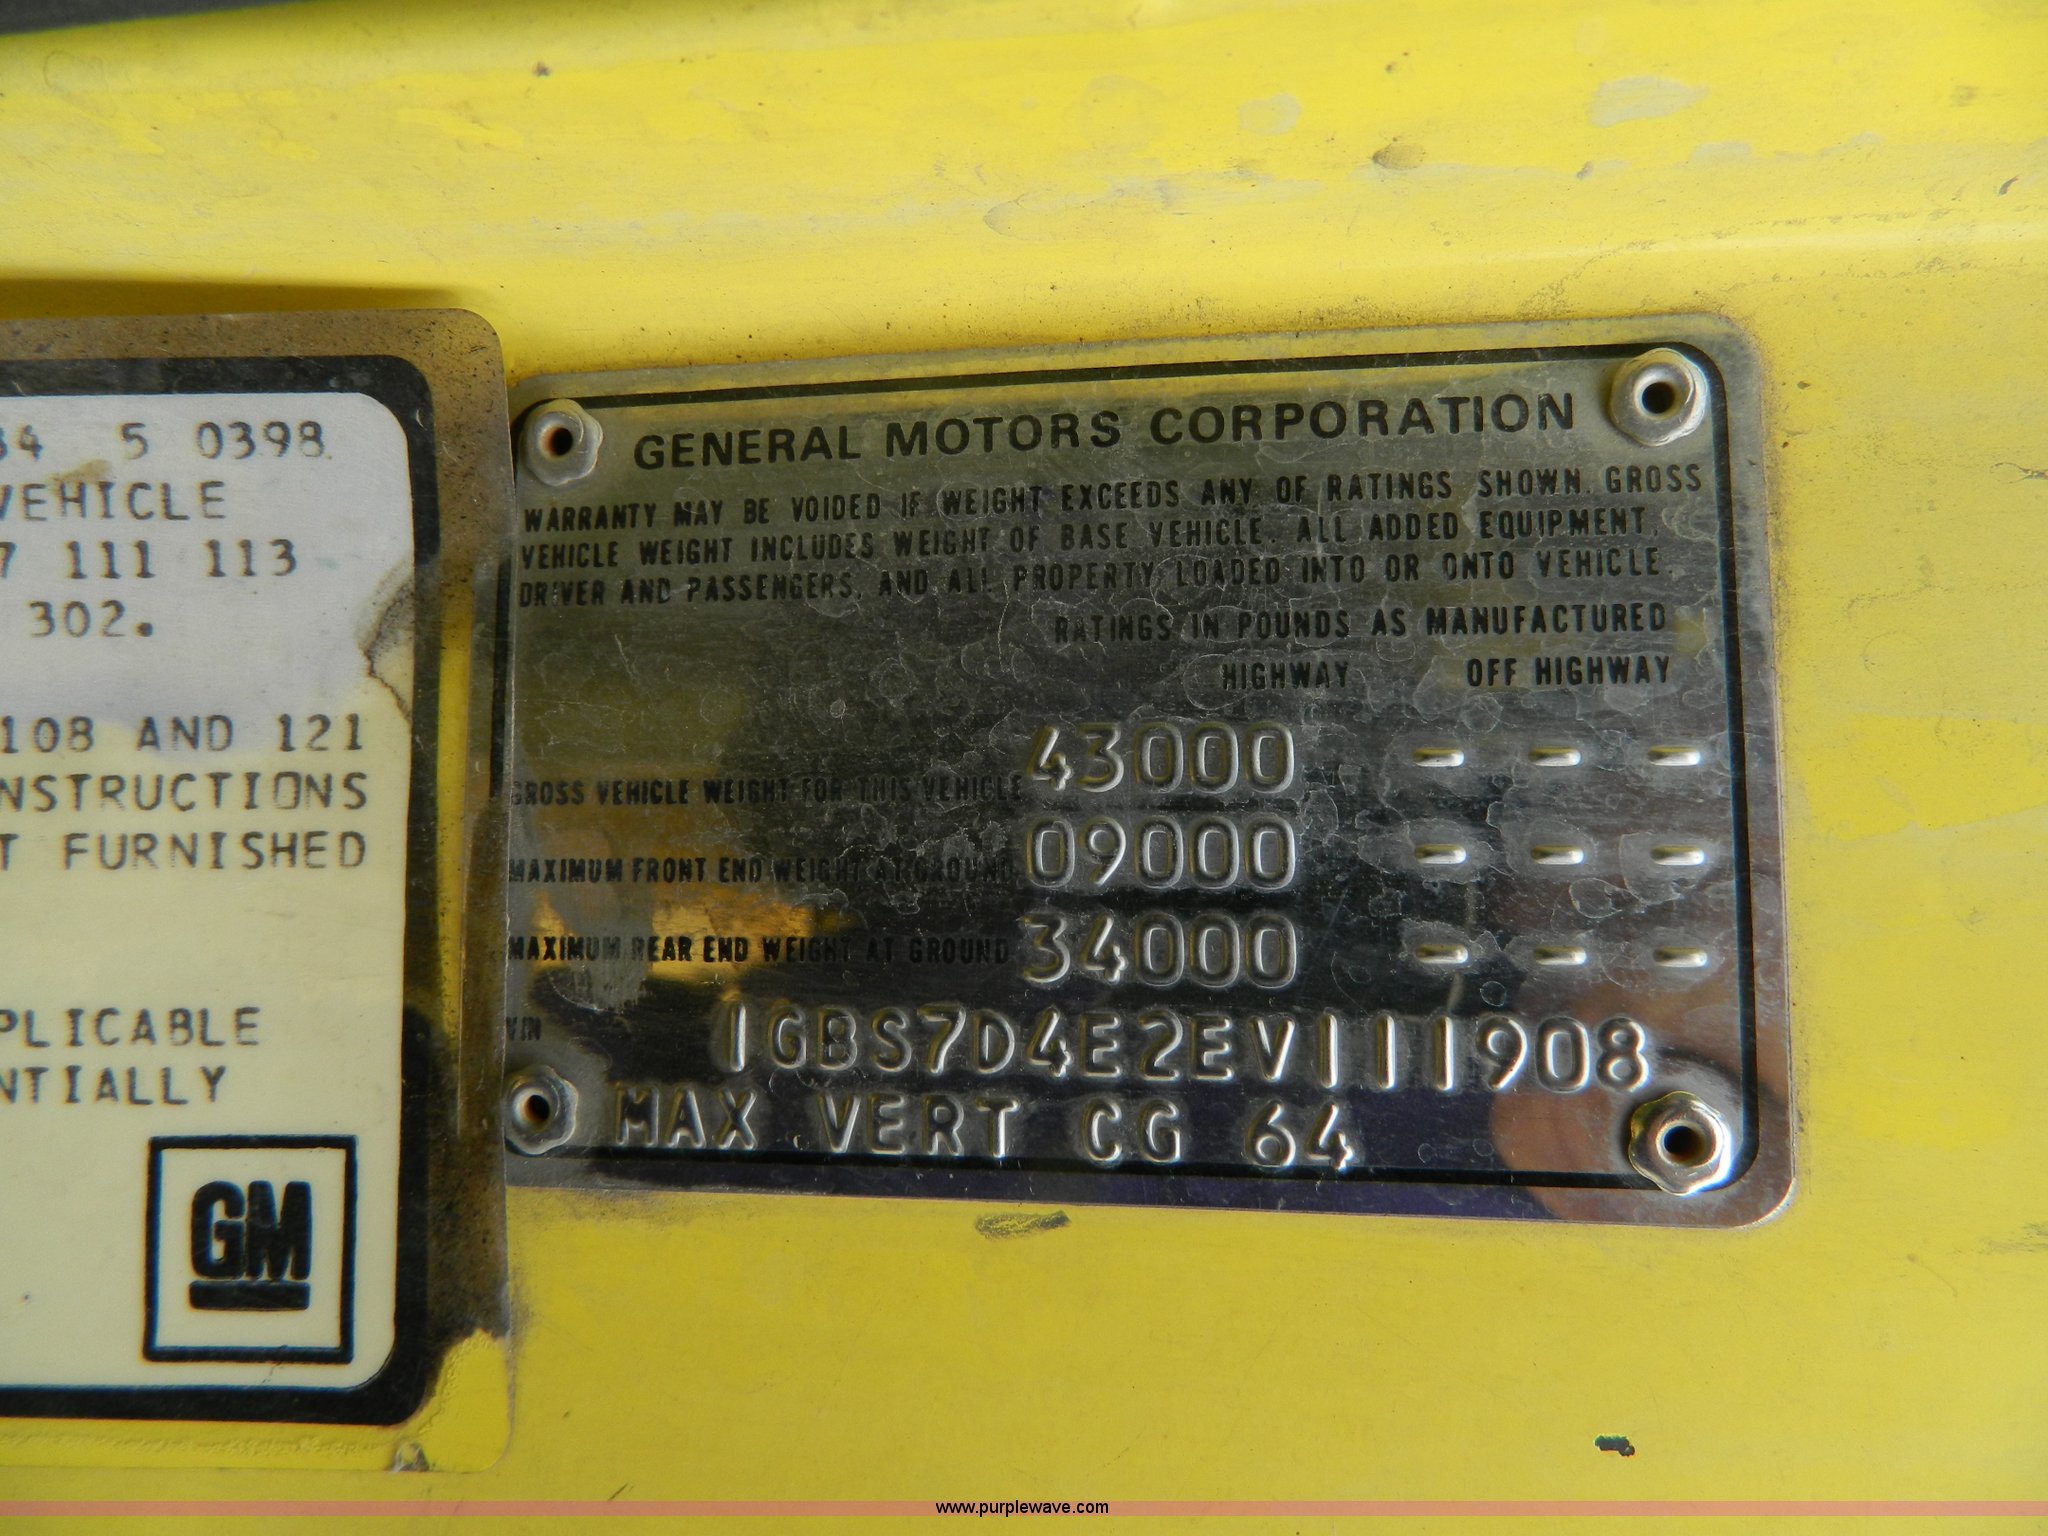 84 5 0398
VEHICLE
7 111 113
302.
108 AND 121
NSTRUCTIONS
T FURNISHED
PLICABLE
NTIALLY
GM
GENERAL MOTORS CORPORATION
WARRANTY MAY BE VOIDED IF WEIGHT EXCEEDS ANY OF RATINGS SHOWN. GROSS
VEHICLE WEIGHT INCLUDES WEIGHT OF BASE VEHICLE, ALL ADDED EQUIPMENT,
DRIVER AND PASSENGERS, AND ALL PROPERTY LOADED INTO OR ONTO VEHICLE.
RATINGS IN POUNDS AS MANUFACTURED
HIGHWAY OFF HIGHWAY
GROSS VEHICLE WEIGHT FOR THIS VEHICLE 43000 - - -
MAXIMUM FRONT END WEIGHT AT GROUND 09000 - - -
MAXIMUM REAR END WEIGHT AT GROUND 34000 - - -
VIN 1GBS7D4E2EV111908
MAX VERT CG 64
www.purplewave.com